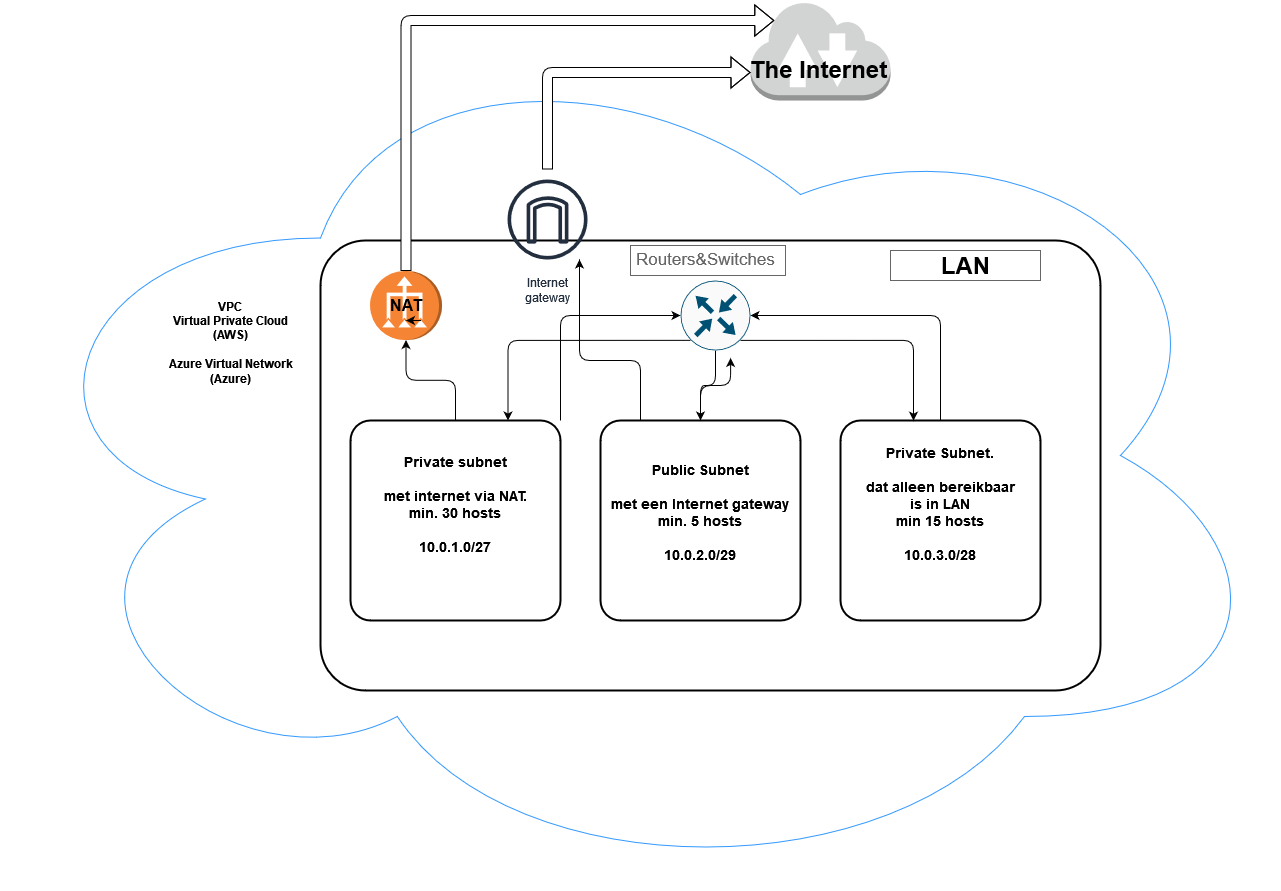 The Internet
Routers&Switches
LAN
Internet
gateway
NAT
VPC
Virtual Private Cloud
(AWS)
Azure Virtual Network
(Azure)
Private subnet
met internet via NAT.
min. 30 hosts
10.0.1.0/27
Public Subnet
met een Internet gateway
min. 5 hosts
10.0.2.0/29
Private Subnet.
dat alleen bereikbaar
is in LAN
min 15 hosts
10.0.3.0/28